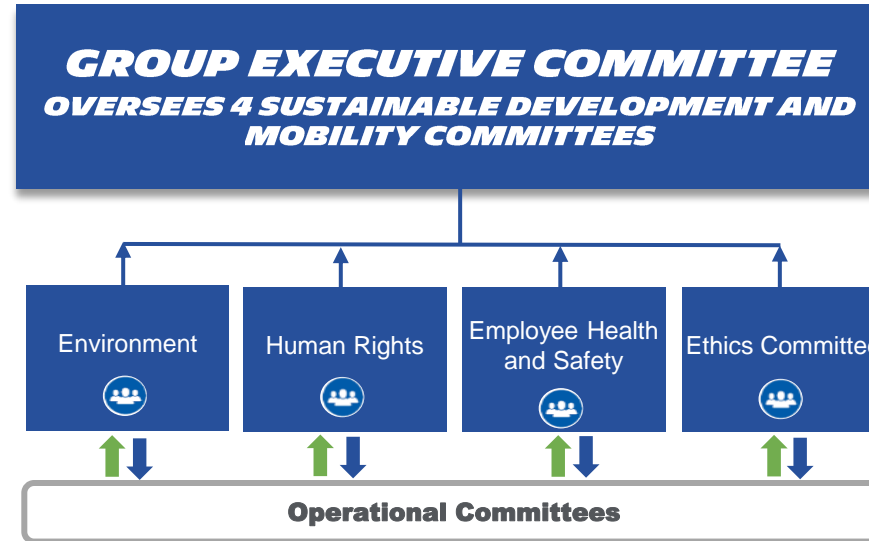 GROUP EXECUTIVE COMMITTEE
OVERSEES 4 SUSTAINABLE DEVELOPMENT AND
MOBILITY COMMITTEES
Environment
Human Rights
Employee Health
and Safety
Ethics Committee
Operational Committees